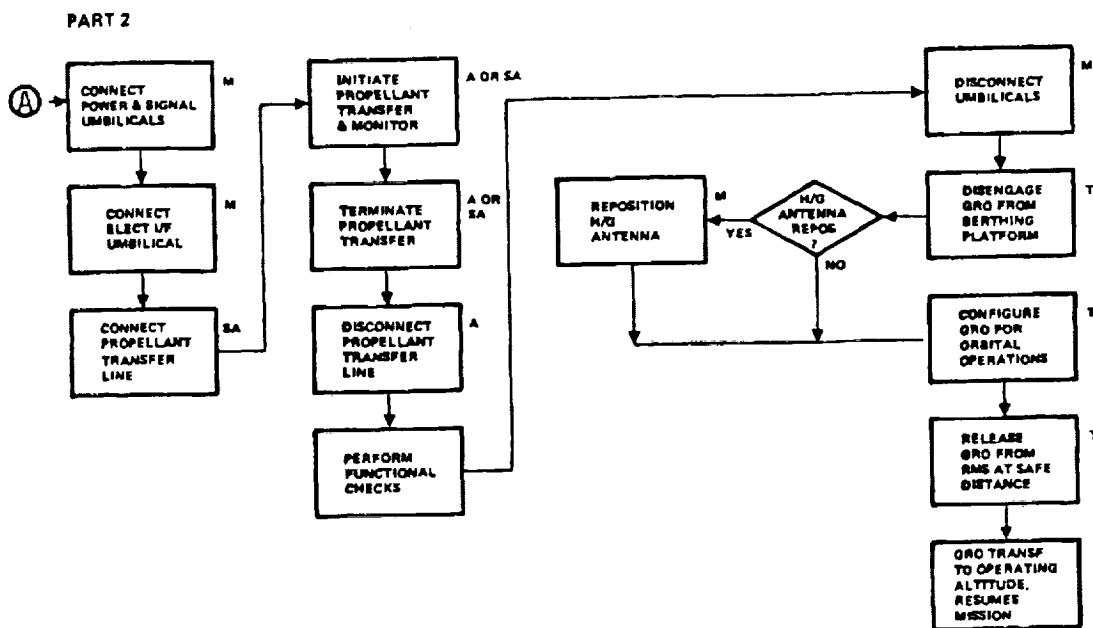 PART 2
A
CONNECT
POWER & SIGNAL
UMBILICALS
M
CONNECT
ELECT I/F
UMBILICAL
M
CONNECT
PROPELLANT
TRANSFER
LINE
SA
INITIATE
PROPELLANT
TRANSFER
& MONITOR
A OR SA
TERMINATE
PROPELLANT
TRANSFER
A OR
SA
DISCONNECT
PROPELLANT
TRANSFER
LINE
A
PERFORM
FUNCTIONAL
CHECKS
DISCONNECT
UMBILICALS
M
DISENGAGE
GRO FROM
BERTHING
PLATFORM
T
H/G
ANTENNA
REPOS
?
YES
NO
REPOSITION
H/G
ANTENNA
M
CONFIGURE
GRO FOR
ORBITAL
OPERATIONS
T
RELEASE
GRO FROM
RMS AT SAFE
DISTANCE
T
GRO TRANSF
TO OPERATING
ALTITUDE,
RESUMES
MISSION